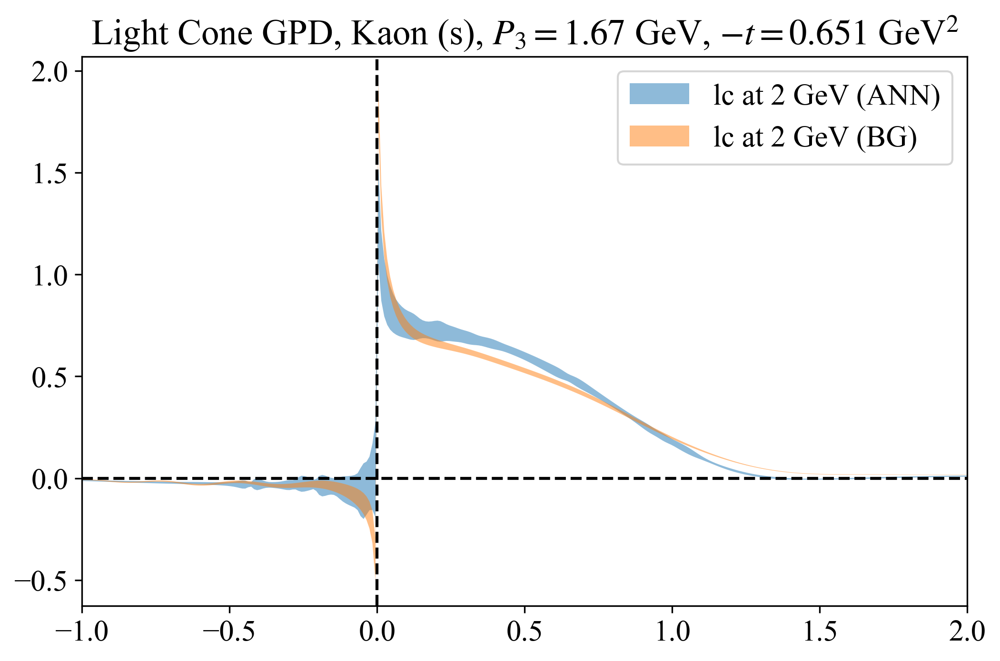 Light Cone GPD, Kaon (s), P₃ = 1.67 GeV, −t = 0.651 GeV²
lc at 2 GeV (ANN)
lc at 2 GeV (BG)
2.0
1.5
1.0
0.5
0.0
−0.5
−1.0 −0.5 0.0 0.5 1.0 1.5 2.0